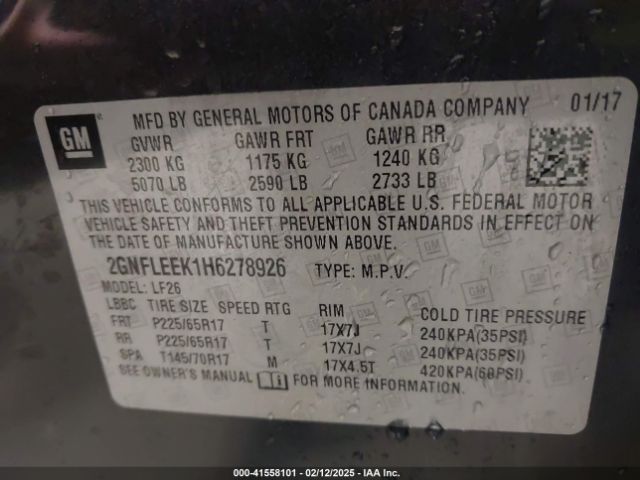 GM
MFD BY GENERAL MOTORS OF CANADA COMPANY 01/17
GVWR GAWR FRT GAWR RR
2300 KG 1175 KG 1240 KG
5070 LB 2590 LB 2733 LB
THIS VEHICLE CONFORMS TO ALL APPLICABLE U.S. FEDERAL MOTOR
VEHICLE SAFETY AND THEFT PREVENTION STANDARDS IN EFFECT ON
THE DATE OF MANUFACTURE SHOWN ABOVE.
2GNFLEEK1H6278926 TYPE: M.P.V.
MODEL: LF26
LBBC TIRE SIZE SPEED RTG RIM COLD TIRE PRESSURE
FRT P225/65R17 T 17X7J 240KPA(35PSI)
RR P225/65R17 T 17X7J 240KPA(35PSI)
SPA T145/70R17 M 17X4.5T 420KPA(60PSI)
SEE OWNER'S MANUAL FOR MORE INFORMATION.
000-41558101 - 02/12/2025 - IAA Inc.